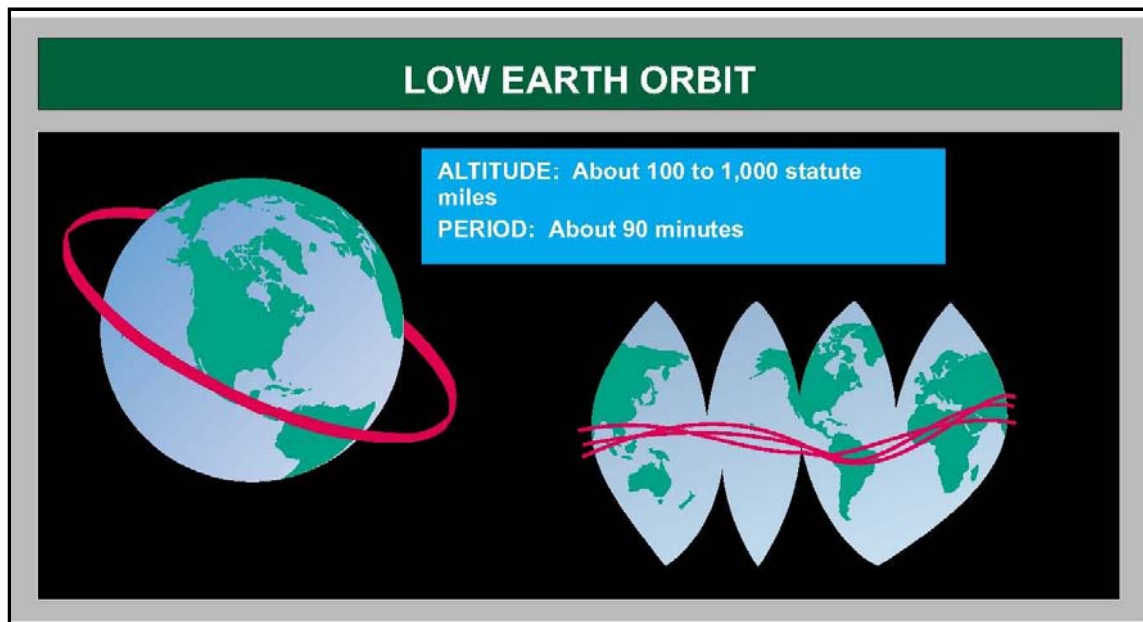 LOW EARTH ORBIT
ALTITUDE: About 100 to 1,000 statute
miles
PERIOD: About 90 minutes